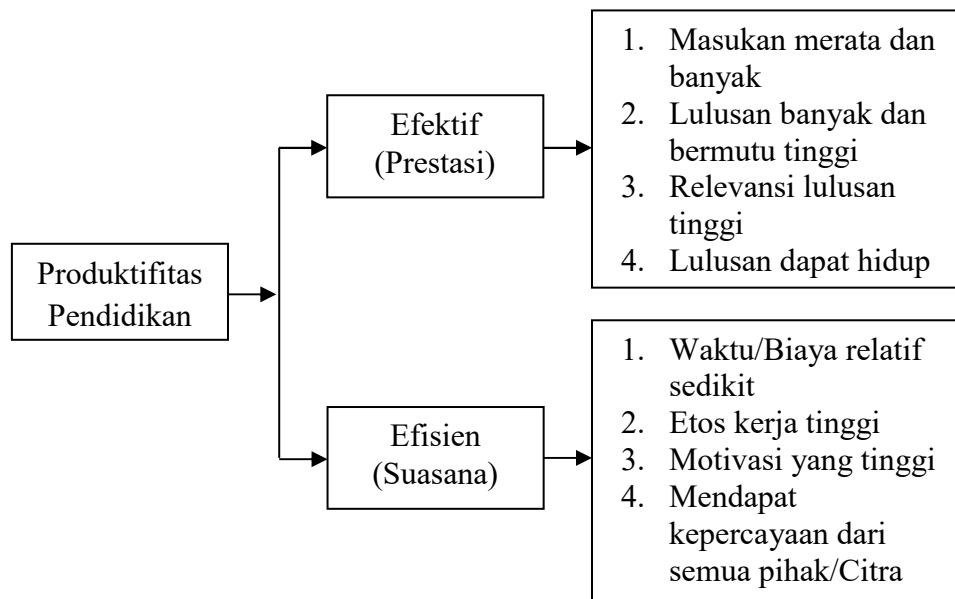 Produktifitas
Pendidikan
Efektif
(Prestasi)
1. Masukan merata dan
banyak
2. Lulusan banyak dan
bermutu tinggi
3. Relevansi lulusan
tinggi
4. Lulusan dapat hidup
Efisien
(Suasana)
1. Waktu/Biaya relatif
sedikit
2. Etos kerja tinggi
3. Motivasi yang tinggi
4. Mendapat
kepercayaan dari
semua pihak/Citra